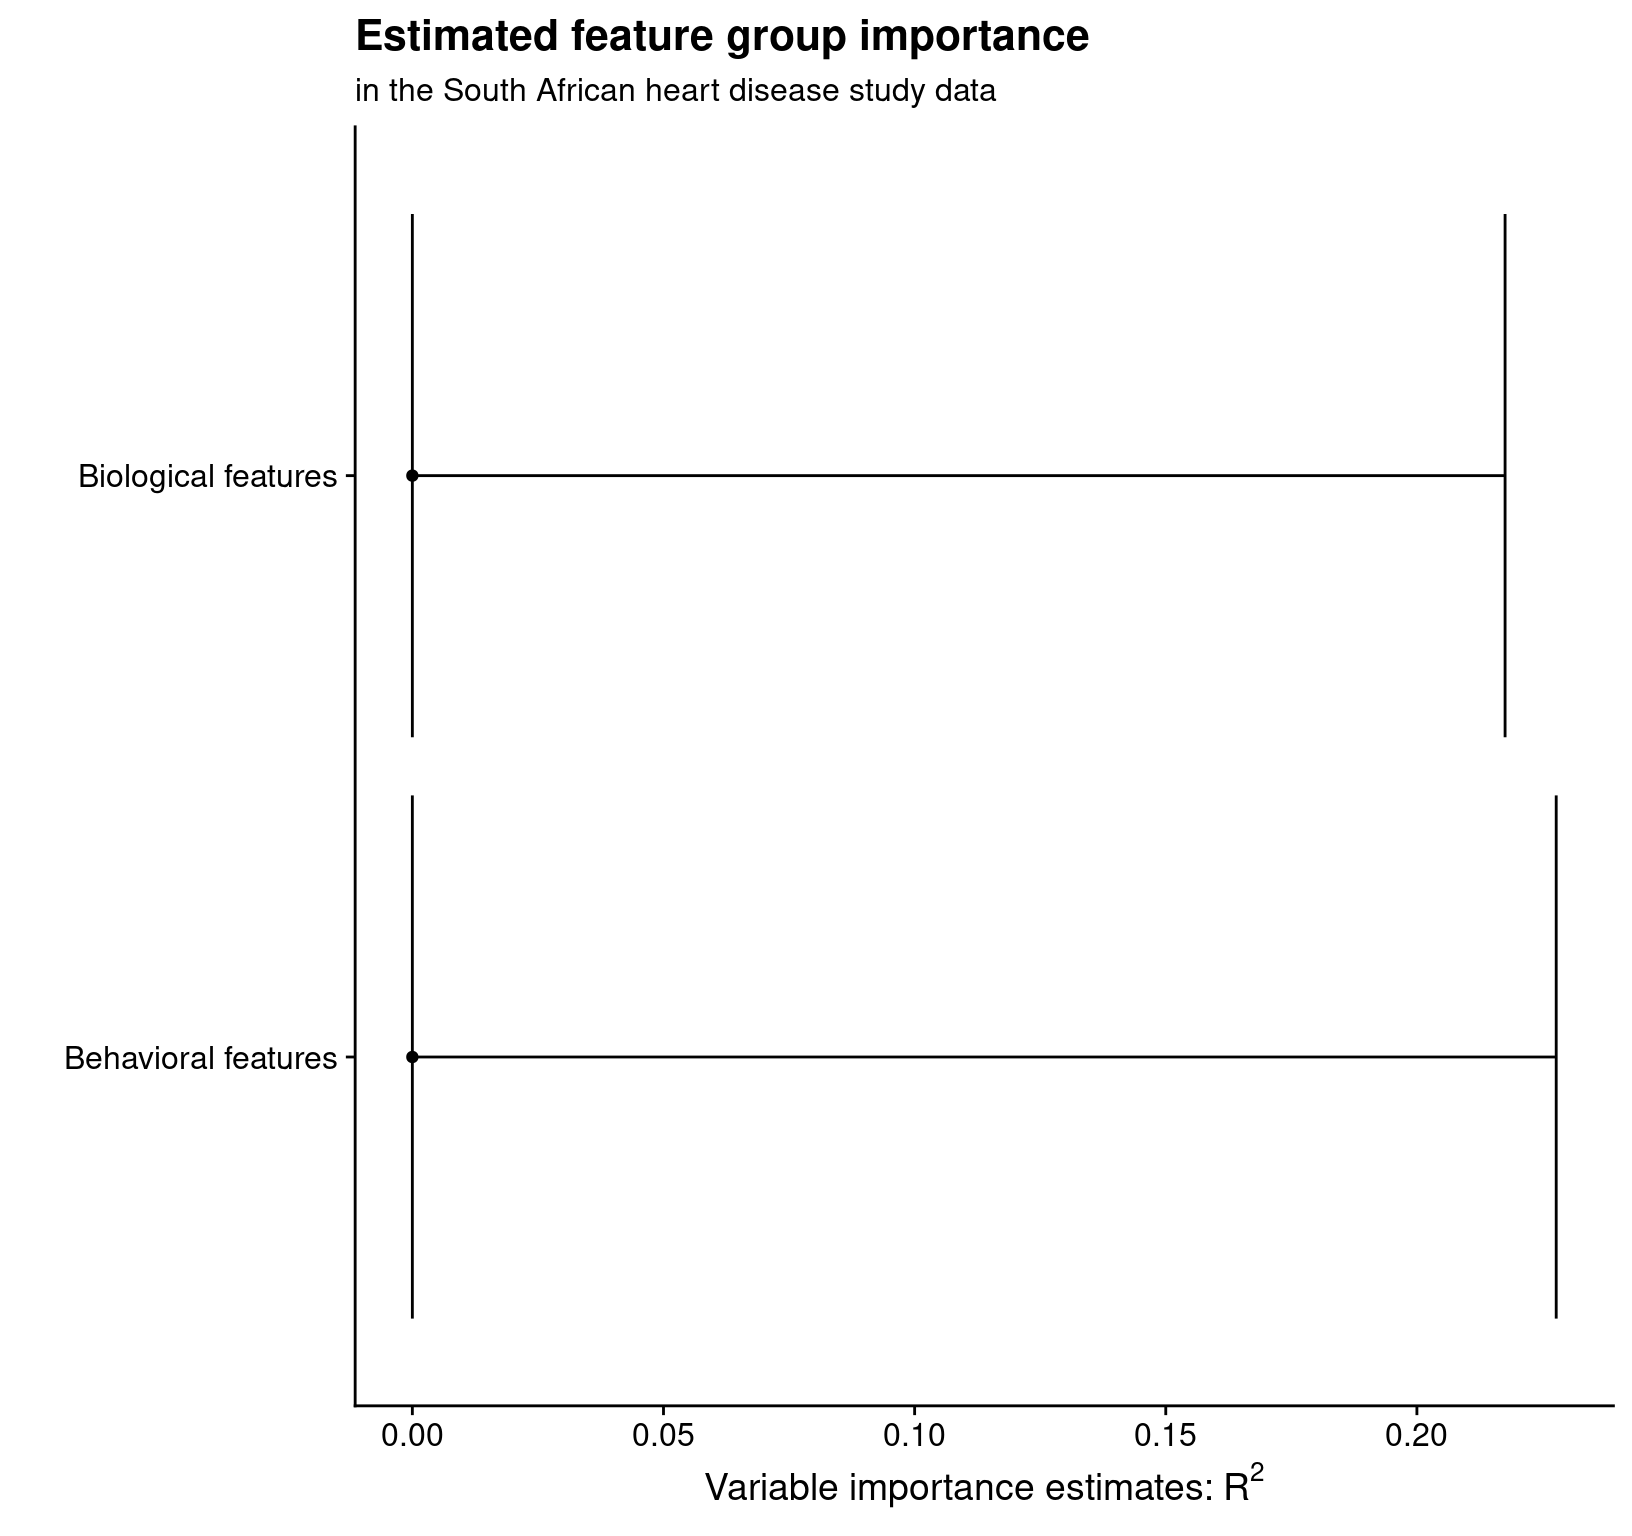 Estimated feature group importance
in the South African heart disease study data
Biological features
Behavioral features
0.00 0.05 0.10 0.15 0.20
Variable importance estimates: R²